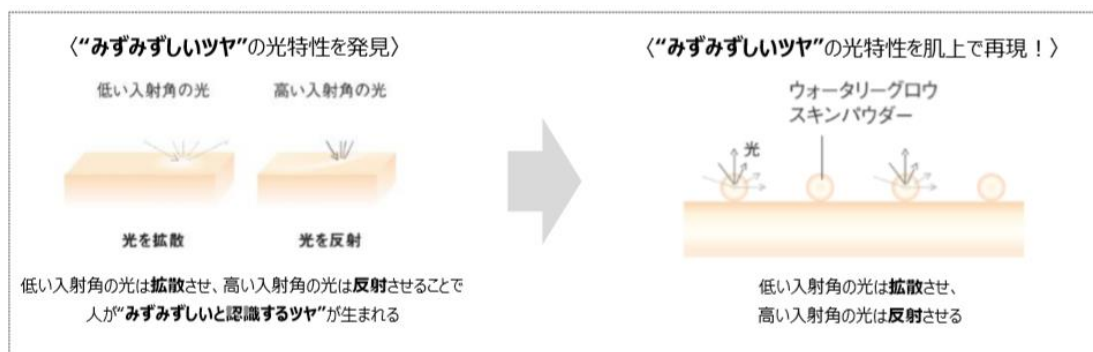 〈“みずみずしいツヤ”の光特性を発見〉
低い入射角の光
高い入射角の光
光を拡散
光を反射
低い入射角の光は拡散させ、高い入射角の光は反射させることで
人が“みずみずしいと認識するツヤ”が生まれる
〈“みずみずしいツヤ”の光特性を肌上で再現！〉
ウォータリーグロウ
スキンパウダー
光
低い入射角の光は拡散させ、
高い入射角の光は反射させる